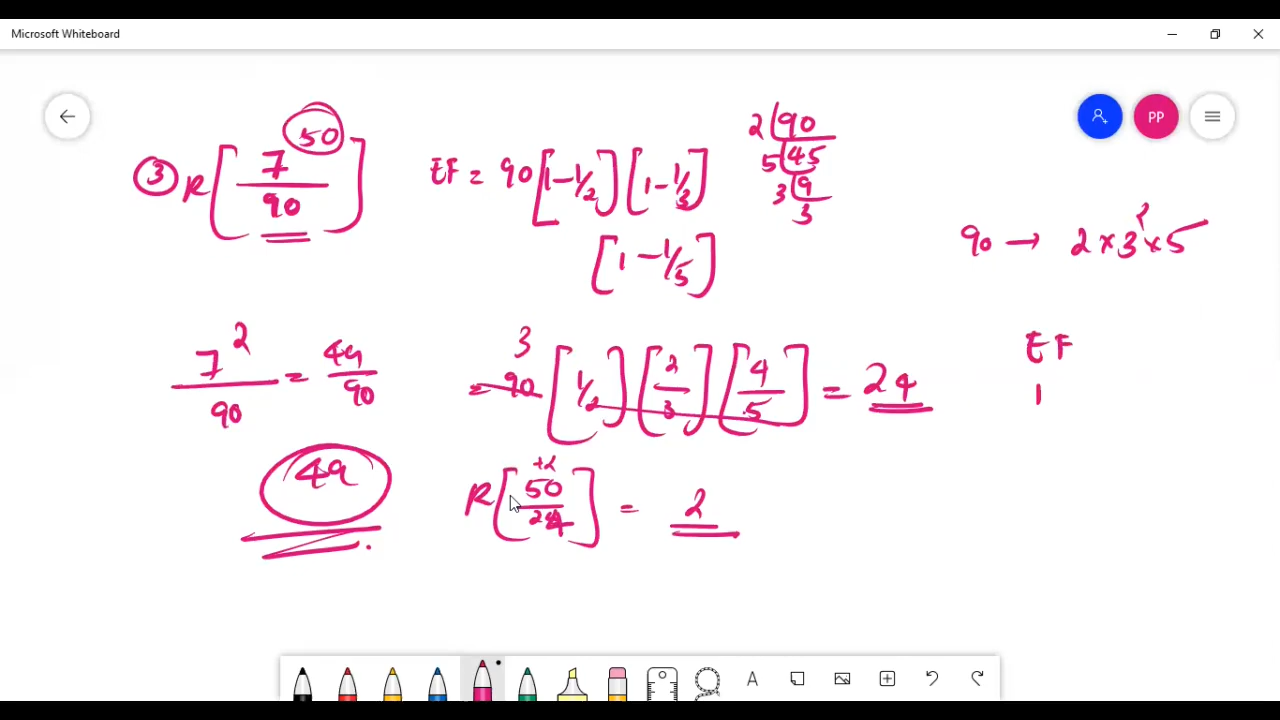 Microsoft Whiteboard
PP
③ R[7^50/90]
EF = 90[1-1/2][1-1/3]
[1-1/5]
2|90
5|45
3|9
3
90 → 2×3²×5
7²/90 = 49/90
49
3
= 90[1/2][2/3][4/5] = 24
+2
R[50/24] = 2
EF
1
A